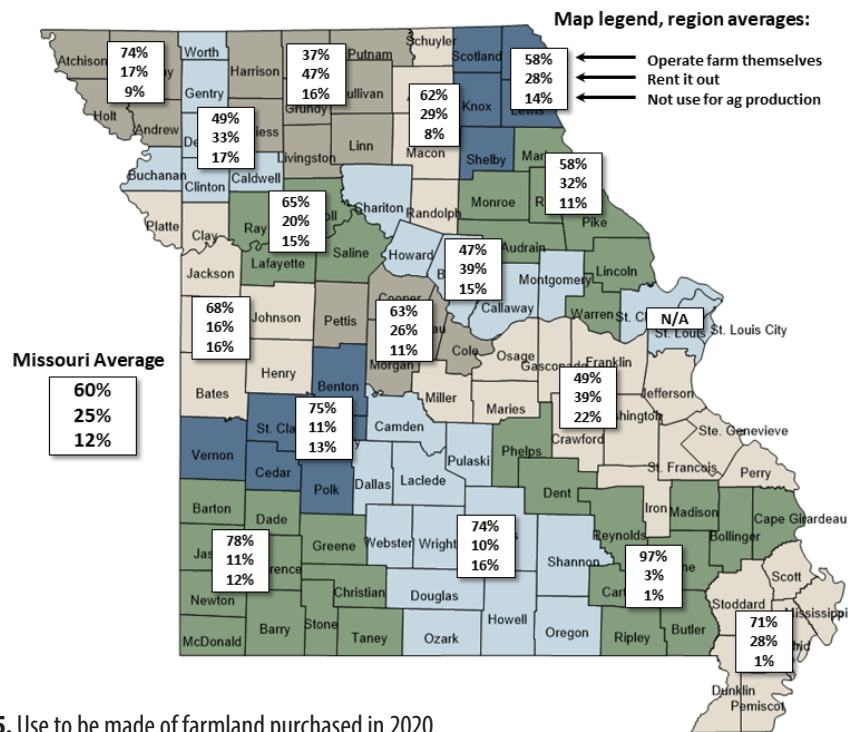 Map legend, region averages:
Operate farm themselves
Rent it out
Not use for ag production
58%
28%
14%
Atchison
74%
17%
9%
Worth
37%
47%
16%
Putnam
Schuyler
Scotland
Harrison
Gentry
Holt
Andrew
Grundy
62%
29%
8%
Knox
Lewis
49%
33%
17%
Livingston
Linn
Macon
Shelby
58%
32%
11%
Buchanan
Clinton
Caldwell
Chariton
Randolph
Monroe
Pike
Platte
Clay
Ray
65%
20%
15%
Saline
Howard
47%
39%
15%
Audrain
Lafayette
Jackson
Montgomery
Lincoln
Callaway
Warren
N/A
St. Louis
St. Louis City
68%
16%
16%
Johnson
Pettis
Cooper
63%
26%
11%
Cole
Osage
Gasconade
Franklin
Jefferson
Missouri Average
60%
25%
12%
Henry
Benton
Morgan
Miller
Maries
49%
39%
22%
Bates
75%
11%
13%
Camden
Crawford
Ste. Genevieve
Vernon
Cedar
Polk
Dallas
Laclede
Pulaski
Phelps
St. Francois
Perry
Barton
Dade
Dent
Iron
Madison
Bollinger
Cape Girardeau
78%
11%
12%
Greene
Webster
Wright
74%
10%
16%
Shannon
Reynolds
97%
3%
1%
Scott
Newton
Christian
Douglas
Stoddard
Mississippi
McDonald
Barry
Stone
Taney
Ozark
Howell
Oregon
Ripley
Butler
71%
28%
1%
Dunklin
Pemiscot
5. Use to be made of farmland purchased in 2020